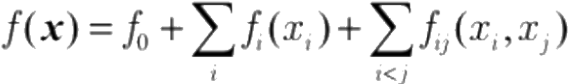 f(x) = f₀ + ∑ᵢ fᵢ(xᵢ) + ∑ᵢ<ⱼ fᵢⱼ(xᵢ, xⱼ)